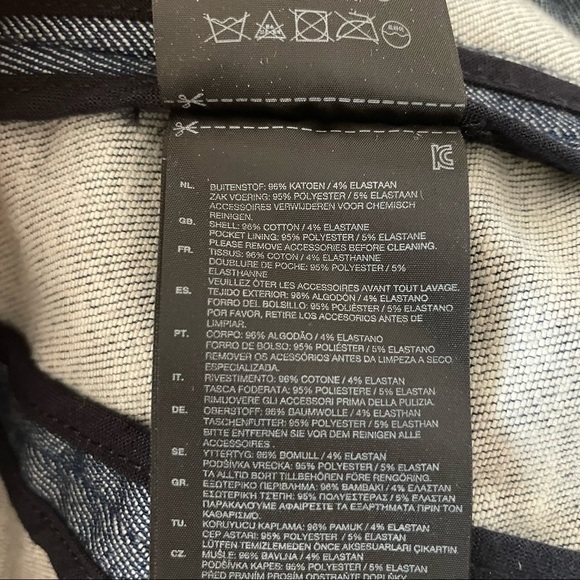 NL. BUITENSTOF: 96% KATOEN / 4% ELASTAAN
ZAK VOERING: 95% POLYESTER / 5% ELASTAAN
ACCESSOIRES VERWIJDEREN VOOR CHEMISCH
REINIGEN.
GB. SHELL: 96% COTTON / 4% ELASTANE
POCKET LINING: 95% POLYESTER / 5% ELASTANE
PLEASE REMOVE ACCESSORIES BEFORE CLEANING.
FR. TISSUS: 96% COTON / 4% ELASTHANNE
DOUBLURE DE POCHE: 95% POLYESTER / 5%
ELASTHANNE
VEUILLEZ ÔTER LES ACCESSOIRES AVANT TOUT LAVAGE.
ES. TEJIDO EXTERIOR: 96% ALGODÓN / 4% ELASTANO
FORRO DEL BOLSILLO: 95% POLIÉSTER / 5% ELASTANO
POR FAVOR, RETIRE LOS ACCESORIOS ANTES DE
LIMPIAR.
PT. CORPO: 96% ALGODÃO / 4% ELASTANO
FORRO DE BOLSO: 95% POLIÉSTER / 5% ELASTANO
REMOVER OS ACESSÓRIOS ANTES DA LIMPEZA A SECO
ESPECIALIZADA.
IT. RIVESTIMENTO: 96% COTONE / 4% ELASTAN
TASCA FODERATA: 95% POLIESTERE / 5% ELASTAN
RIMUOVERE GLI ACCESSORI PRIMA DELLA PULIZIA.
DE. OBERSTOFF: 96% BAUMWOLLE / 4% ELASTHAN
TASCHENFUTTER: 95% POLYESTER / 5% ELASTHAN
BITTE ENTFERNEN SIE VOR DEM REINIGEN ALLE
ACCESSOIRES.
SE. YTTERTYG: 96% BOMULL / 4% ELASTAN
PODŠÍVKA VRECKA: 95% POLYESTER / 5% ELASTAN
TA ALLTID BORT TILLBEHÖREN FÖRE RENGÖRING.
GR. ΕΞΩΤΕΡΙΚΟ ΠΕΡΙΒΛΗΜΑ: 96% ΒΑΜΒΑΚΙ / 4% ΕΛΑΣΤΑΝ
ΕΣΩΤΕΡΙΚΗ ΤΣΕΠΗ: 95% ΠΟΛΥΕΣΤΕΡΑΣ / 5% ΕΛΑΣΤΑΝ
ΠΑΡΑΚΑΛΟΥΜΕ ΑΦΑΙΡΕΣΤΕ ΤΑ ΕΞΑΡΤΗΜΑΤΑ ΠΡΙΝ ΑΠΟ
ΤΟΝ ΚΑΘΑΡΙΣΜΟ.
TU. KORUYUCU KAPLAMA: 96% PAMUK / 4% ELASTAN
CEP ASTARI: 95% POLYESTER / 5% ELASTAN
LÜTFEN TEMIZLEMEDEN ÖNCE AKSESUARLARI ÇIKARTIN.
CZ. MUŠLE: 96% BAVLNA / 4% ELASTAN
PODŠÍVKA KAPES: 95% POLYESTER / 5% ELASTAN
PŘED PRANÍM PROSÍM ODSTRAŇTE DOPLŇKY.